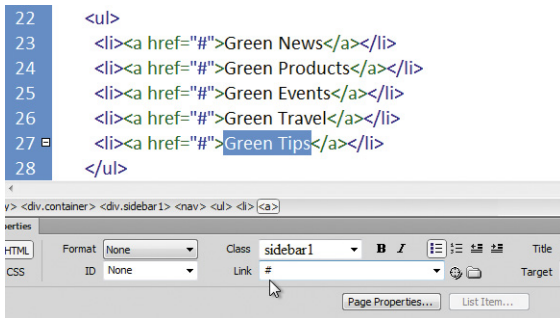 22 <ul>
23 <li><a href="#">Green News</a></li>
24 <li><a href="#">Green Products</a></li>
25 <li><a href="#">Green Events</a></li>
26 <li><a href="#">Green Travel</a></li>
27 <li><a href="#">Green Tips</a></li>
28 </ul>
y> <div.container> <div.sidebar1> <nav> <ul> <li> <a>
erties
HTML Format None Class sidebar1 B I Title
CSS ID None Link # Target
Page Properties... List Item...